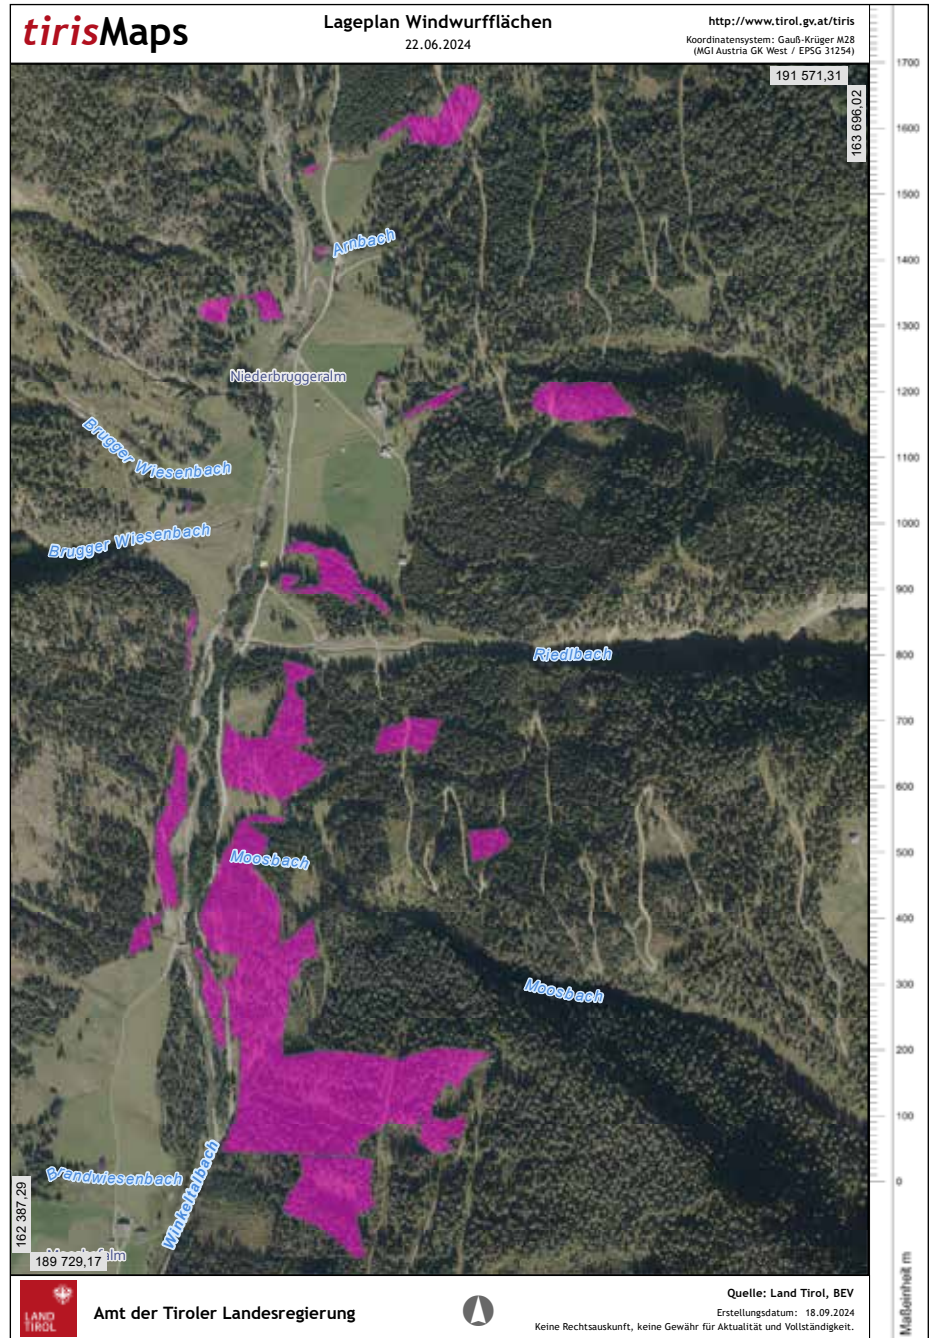 tirisMaps
Lageplan Windwurfflächen
22.06.2024
http://www.tirol.gv.at/tiris
Koordinatensystem: Gauß-Krüger M28
(MGI Austria GK West / EPSG 31254)
191 571,31
163 696,02
Arnbach
Niederbruggeralm
Brugger Wiesenbach
Brugger Wiesenbach
Riedlbach
Moosbach
Moosbach
Brandwiesenbach
Winkeltalbach
162 387,29
189 729,17
1700
1600
1500
1400
1300
1200
1100
1000
900
800
700
600
500
400
300
200
100
0
Maßeinheit m
LAND
TIROL
Amt der Tiroler Landesregierung
Quelle: Land Tirol, BEV
Erstellungsdatum: 18.09.2024
Keine Rechtsauskunft, keine Gewähr für Aktualität und Vollständigkeit.